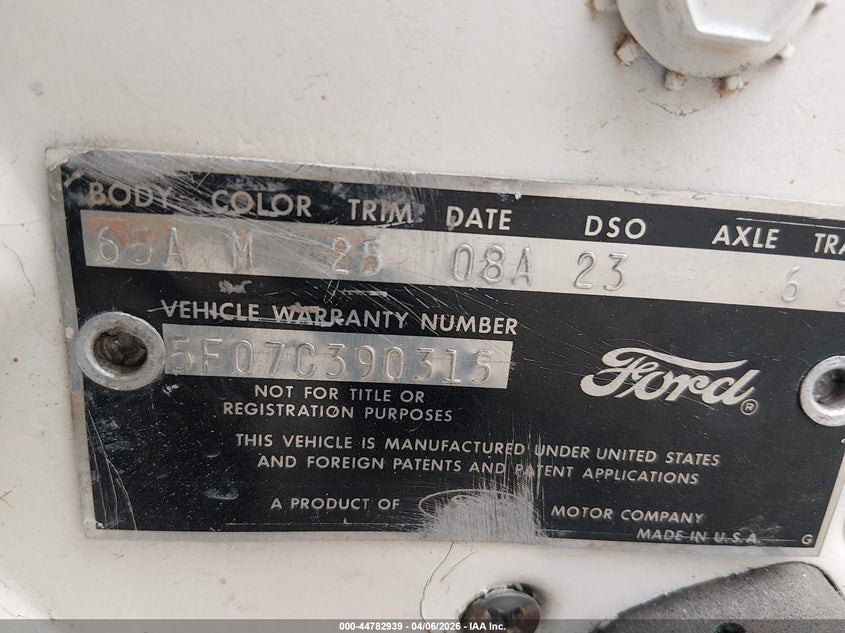 BODY COLOR TRIM DATE DSO AXLE TRA
65A M 25 08A 23 6
VEHICLE WARRANTY NUMBER
5F07C390315
Ford
NOT FOR TITLE OR
REGISTRATION PURPOSES
THIS VEHICLE IS MANUFACTURED UNDER UNITED STATES
AND FOREIGN PATENTS AND PATENT APPLICATIONS
A PRODUCT OF MOTOR COMPANY
MADE IN U.S.A G
000-44782939 - 04/06/2026 - IAA Inc.